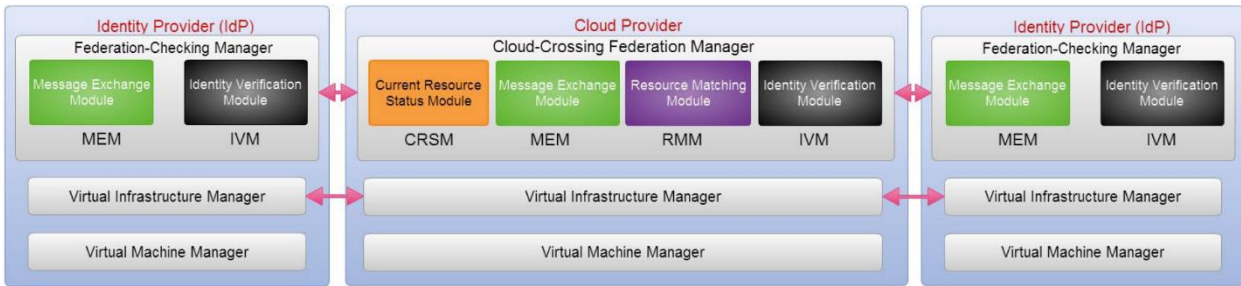 Identity Provider (IdP)
Federation-Checking Manager
Message Exchange
Module
Identity Verification
Module
MEM
IVM
Virtual Infrastructure Manager
Virtual Machine Manager
Cloud Provider
Cloud-Crossing Federation Manager
Current Resource
Status Module
Message Exchange
Module
Resource Matching
Module
Identity Verification
Module
CRSM
MEM
RMM
IVM
Virtual Infrastructure Manager
Virtual Machine Manager
Identity Provider (IdP)
Federation-Checking Manager
Message Exchange
Module
Identity Verification
Module
MEM
IVM
Virtual Infrastructure Manager
Virtual Machine Manager